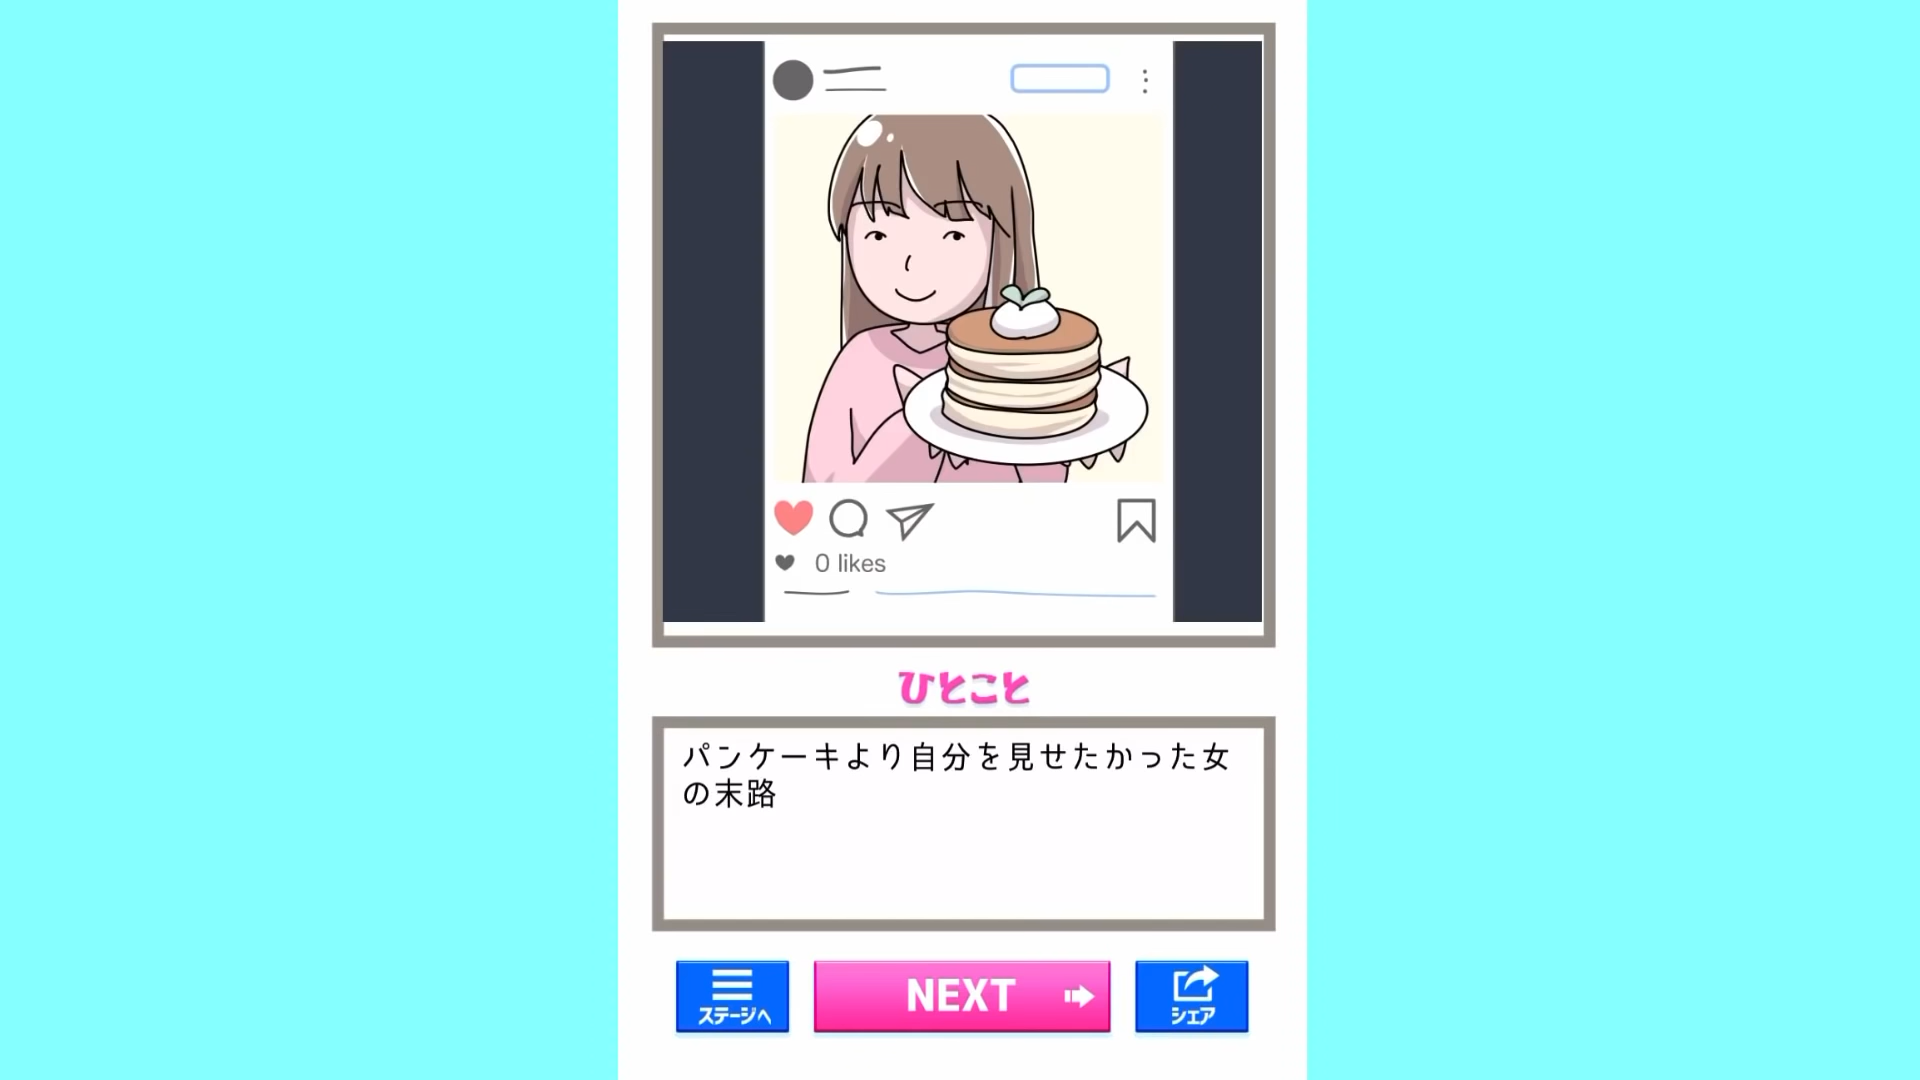 0 likes
ひとこと
パンケーキより自分を見せたかった女
の末路
ステージへ
NEXT
シェア